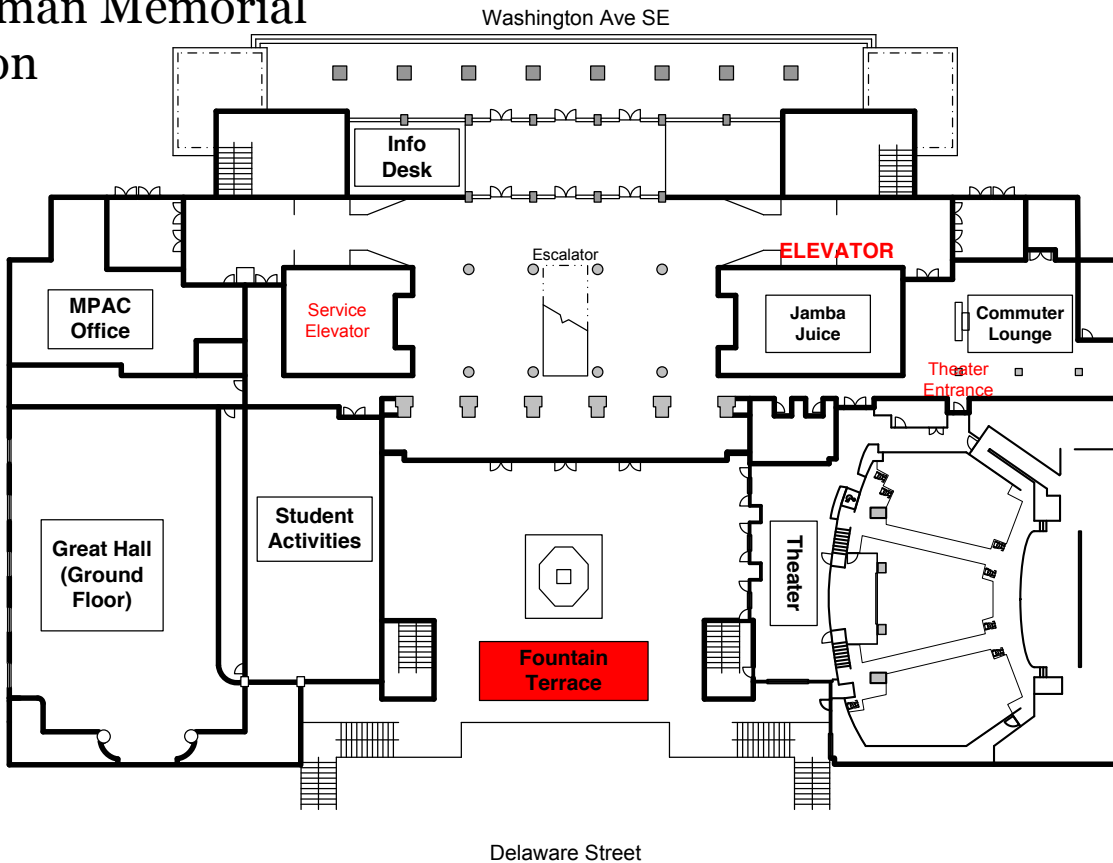 man Memorial
on
Washington Ave SE
Info
Desk
Escalator
ELEVATOR
MPAC
Office
Service
Elevator
Jamba
Juice
Commuter
Lounge
Theater
Entrance
Great Hall
(Ground
Floor)
Student
Activities
Theater
?
Fountain
Terrace
Delaware Street